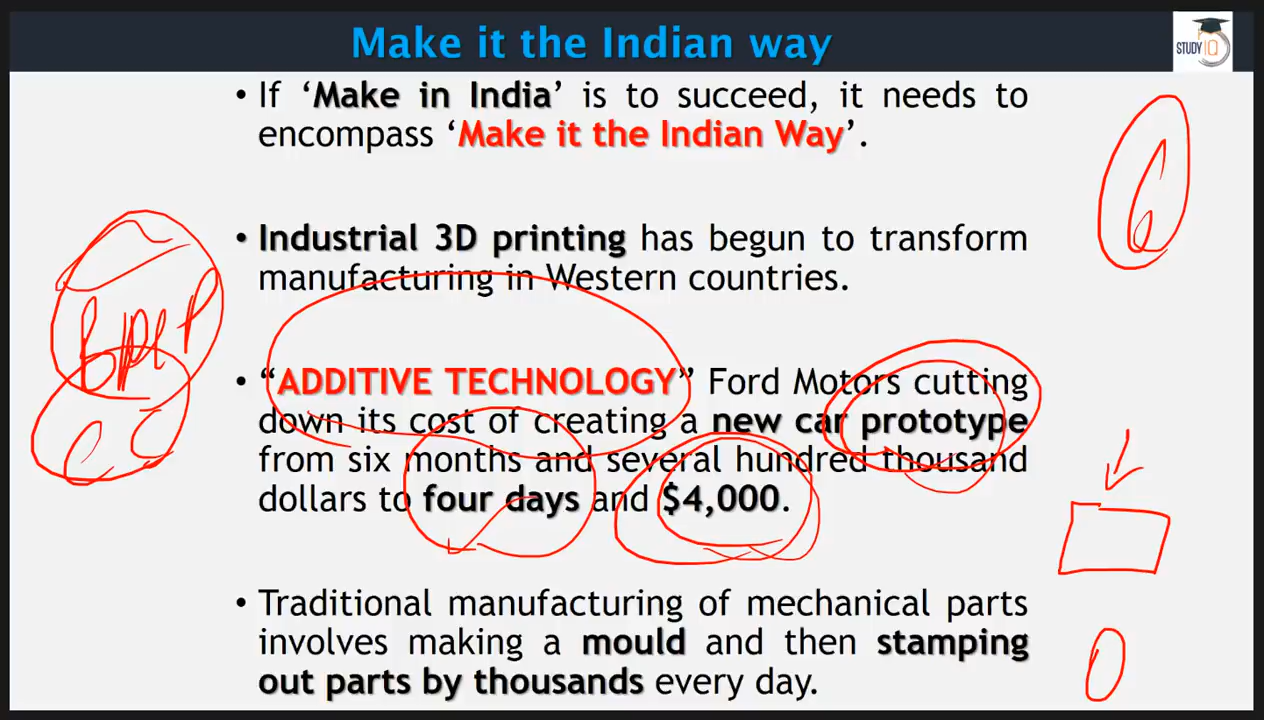 Make it the Indian way
STUDY IQ
• If ‘Make in India’ is to succeed, it needs to
encompass ‘Make it the Indian Way’.
• Industrial 3D printing has begun to transform
manufacturing in Western countries.
• “ADDITIVE TECHNOLOGY” Ford Motors cutting
down its cost of creating a new car prototype
from six months and several hundred thousand
dollars to four days and $4,000.
• Traditional manufacturing of mechanical parts
involves making a mould and then stamping
out parts by thousands every day.